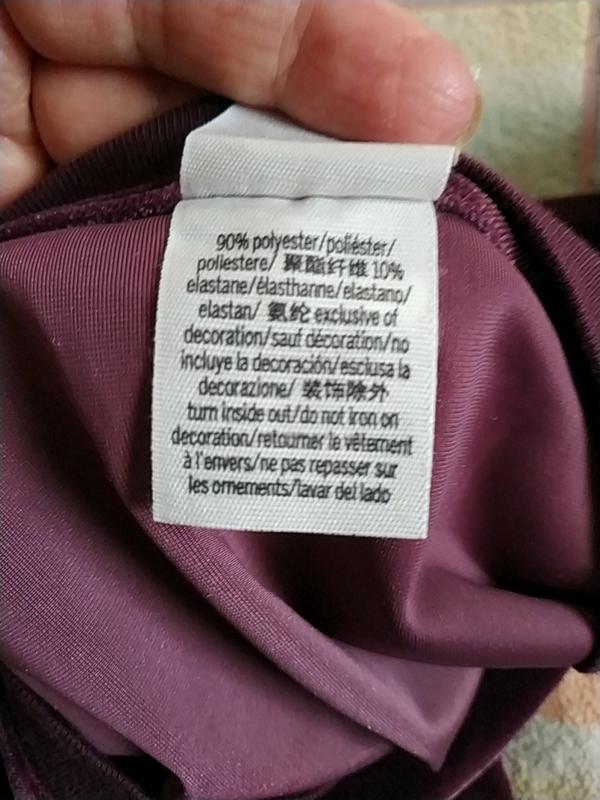 90% polyester/poliéster/
poliestere/ 聚酯纤维 10%
elastane/élasthanne/elastano/
elastan/ 氨纶 exclusive of
decoration/sauf décoration/no
incluye la decoración/esclusa la
decorazione/ 装饰除外
turn inside out/do not iron on
decoration/retourner le vêtement
à l'envers/ne pas repasser sur
les ornements/lavar del lado